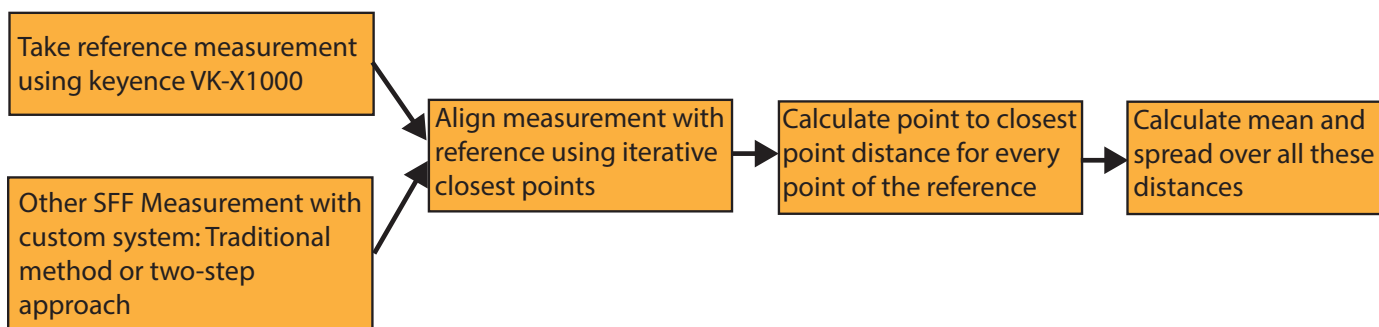 Take reference measurement
using keyence VK-X1000
Other SFF Measurement with
custom system: Traditional
method or two-step
approach
Align measurement with
reference using iterative
closest points
Calculate point to closest
point distance for every
point of the reference
Calculate mean and
spread over all these
distances